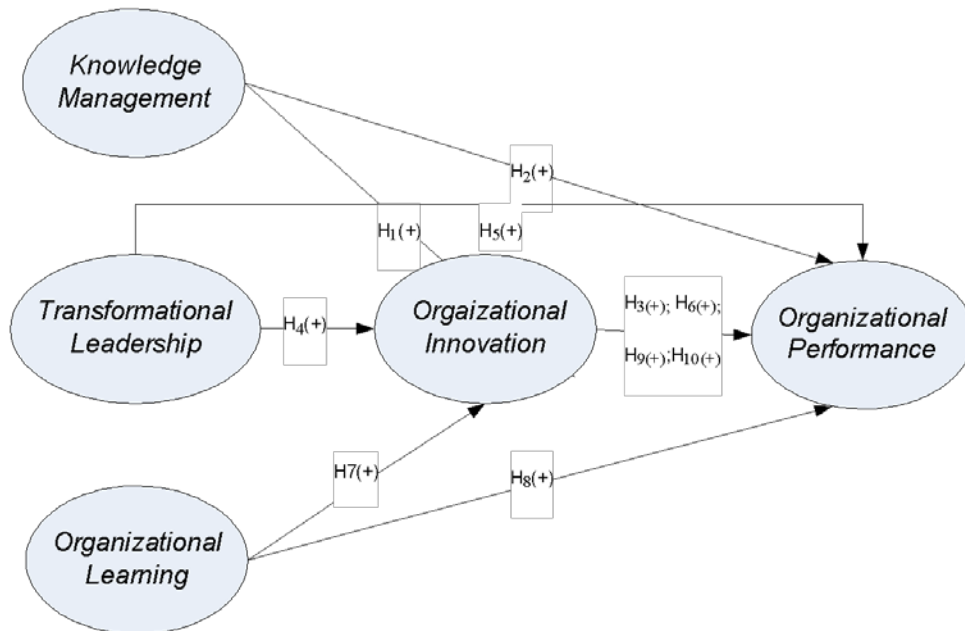 Knowledge
Management
H2(+)
H1(+)
H5(+)
Transformational
Leadership
H4(+)
Orgaizational
Innovation
H3(+); H6(+);
H9(+);H10(+)
Organizational
Performance
H7(+)
H8(+)
Organizational
Learning